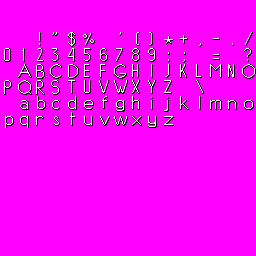 ! " $ % ' ( ) * + , - . /
0 1 2 3 4 5 6 7 8 9 : ; = ?
A B C D E F G H I J K L M N O
P Q R S T U V W X Y Z \
a b c d e f g h i j k l m n o
p q r s t u v w x y z